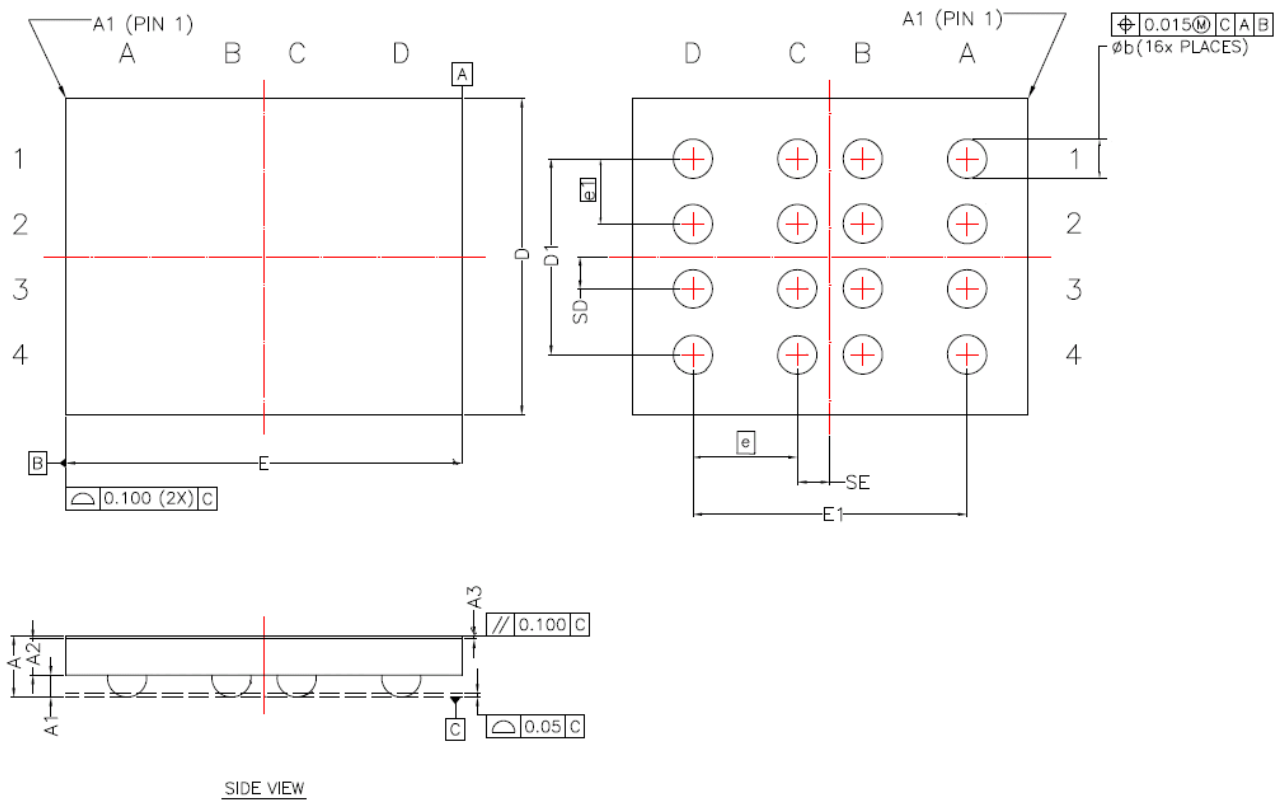 A1 (PIN 1)
A B C D
A
1
2
3
4
D
B
E
⌓ 0.100 (2X) C
A1 (PIN 1)
D C B A
⌖ 0.015Ⓜ C A B
øb(16x PLACES)
1
2
3
4
e1
D1
SD
e
SE
E1
A3
// 0.100 C
A
A2
A1
C
⌓ 0.05 C
SIDE VIEW